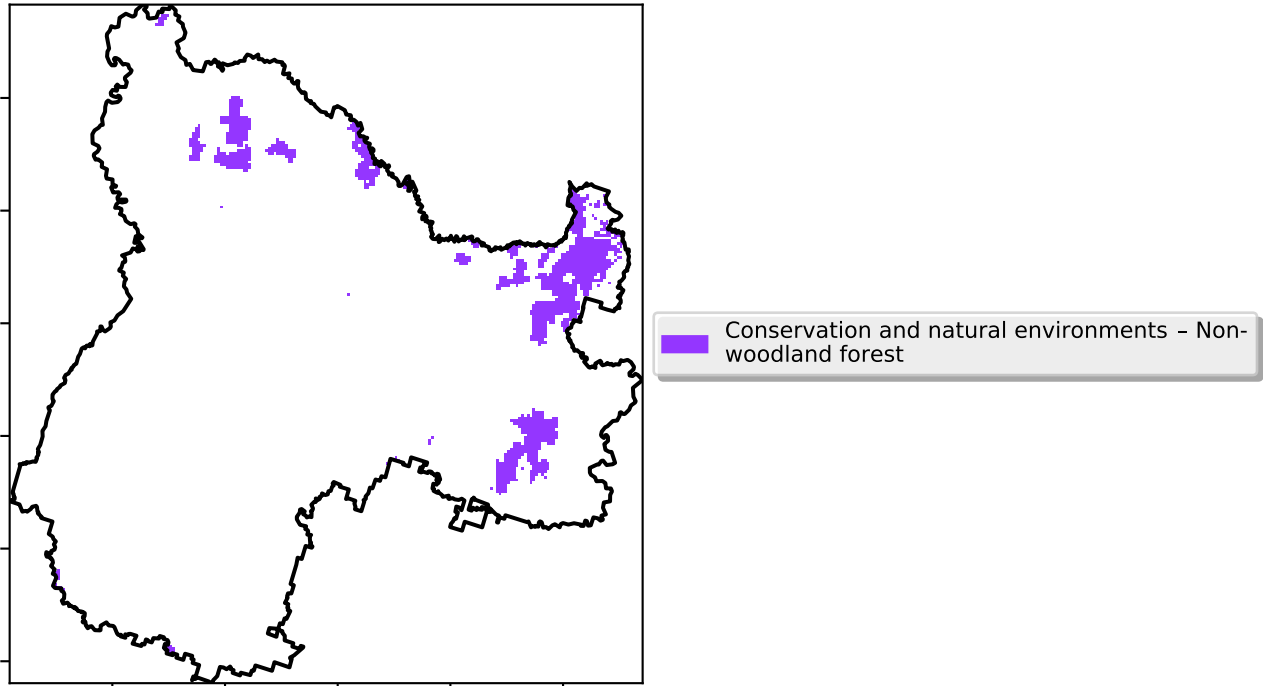 Conservation and natural environments – Non-
woodland forest